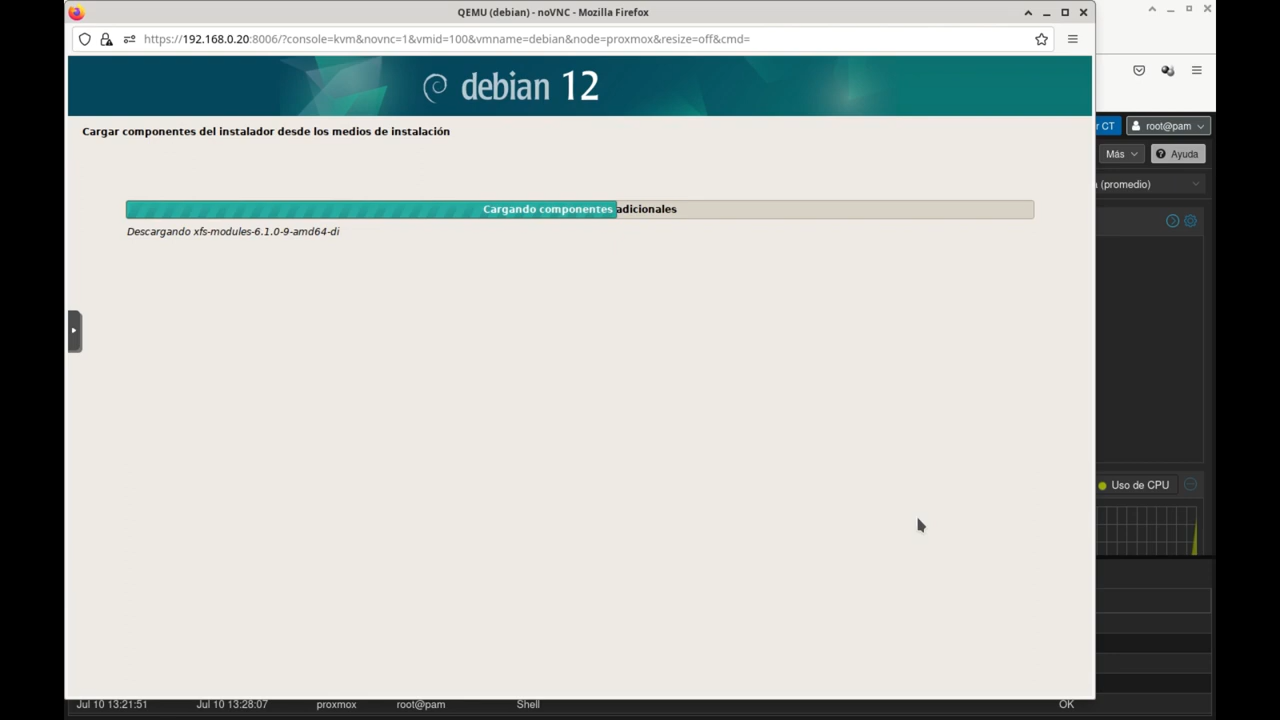 QEMU (debian) - noVNC - Mozilla Firefox
https://192.168.0.20:8006/?console=kvm&novnc=1&vmid=100&vmname=debian&node=proxmox&resize=off&cmd=
debian 12
Cargar componentes del instalador desde los medios de instalación
Cargando componentes adicionales
Descargando xfs-modules-6.1.0-9-amd64-di
CT
root@pam
Más
Ayuda
(promedio)
Uso de CPU
Jul 10 13:21:51 Jul 10 13:28:07 proxmox root@pam Shell OK